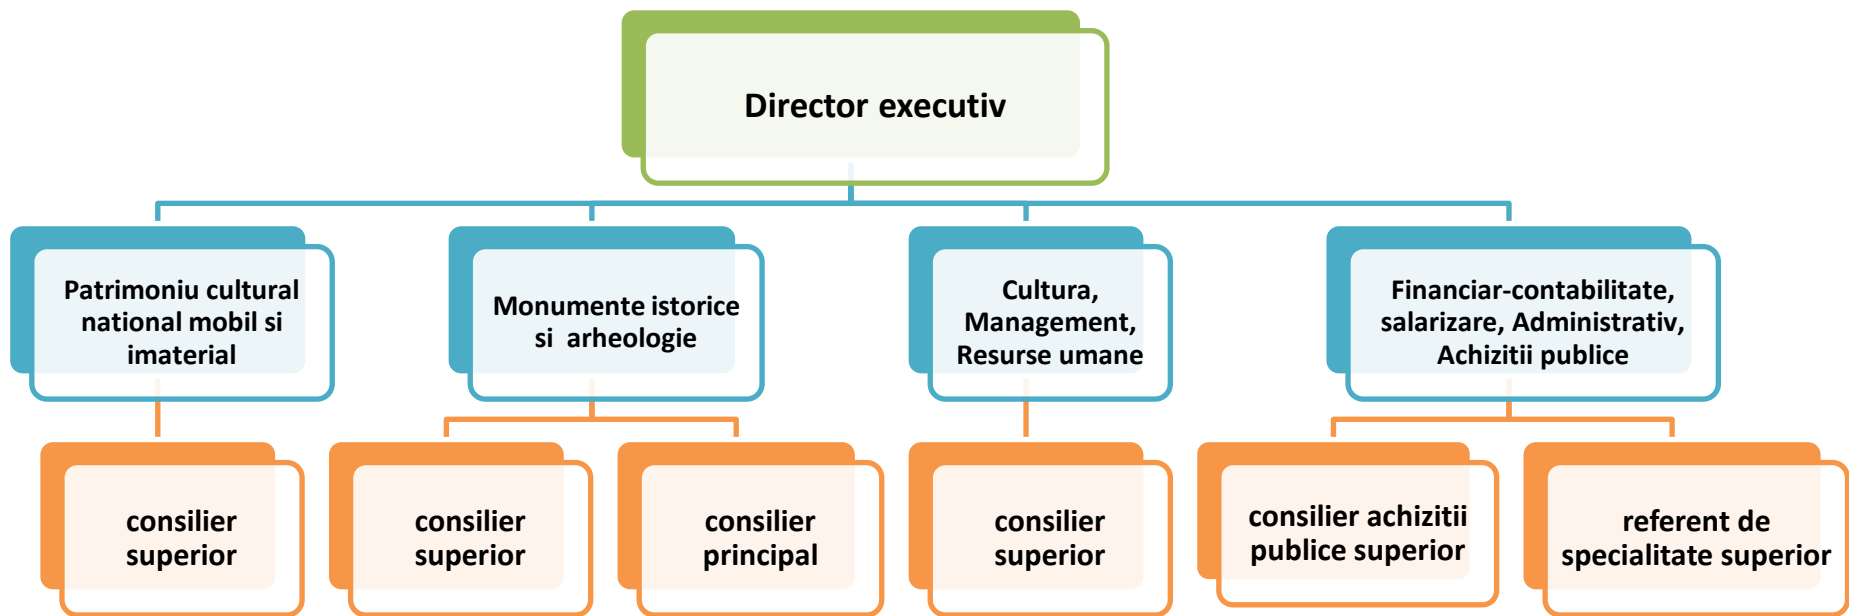 Director executiv
Patrimoniu cultural
national mobil si
imaterial
Monumente istorice
si arheologie
Cultura,
Management,
Resurse umane
Financiar-contabilitate,
salarizare, Administrativ,
Achizitii publice
consilier
superior
consilier
superior
consilier
principal
consilier
superior
consilier achizitii
publice superior
referent de
specialitate superior